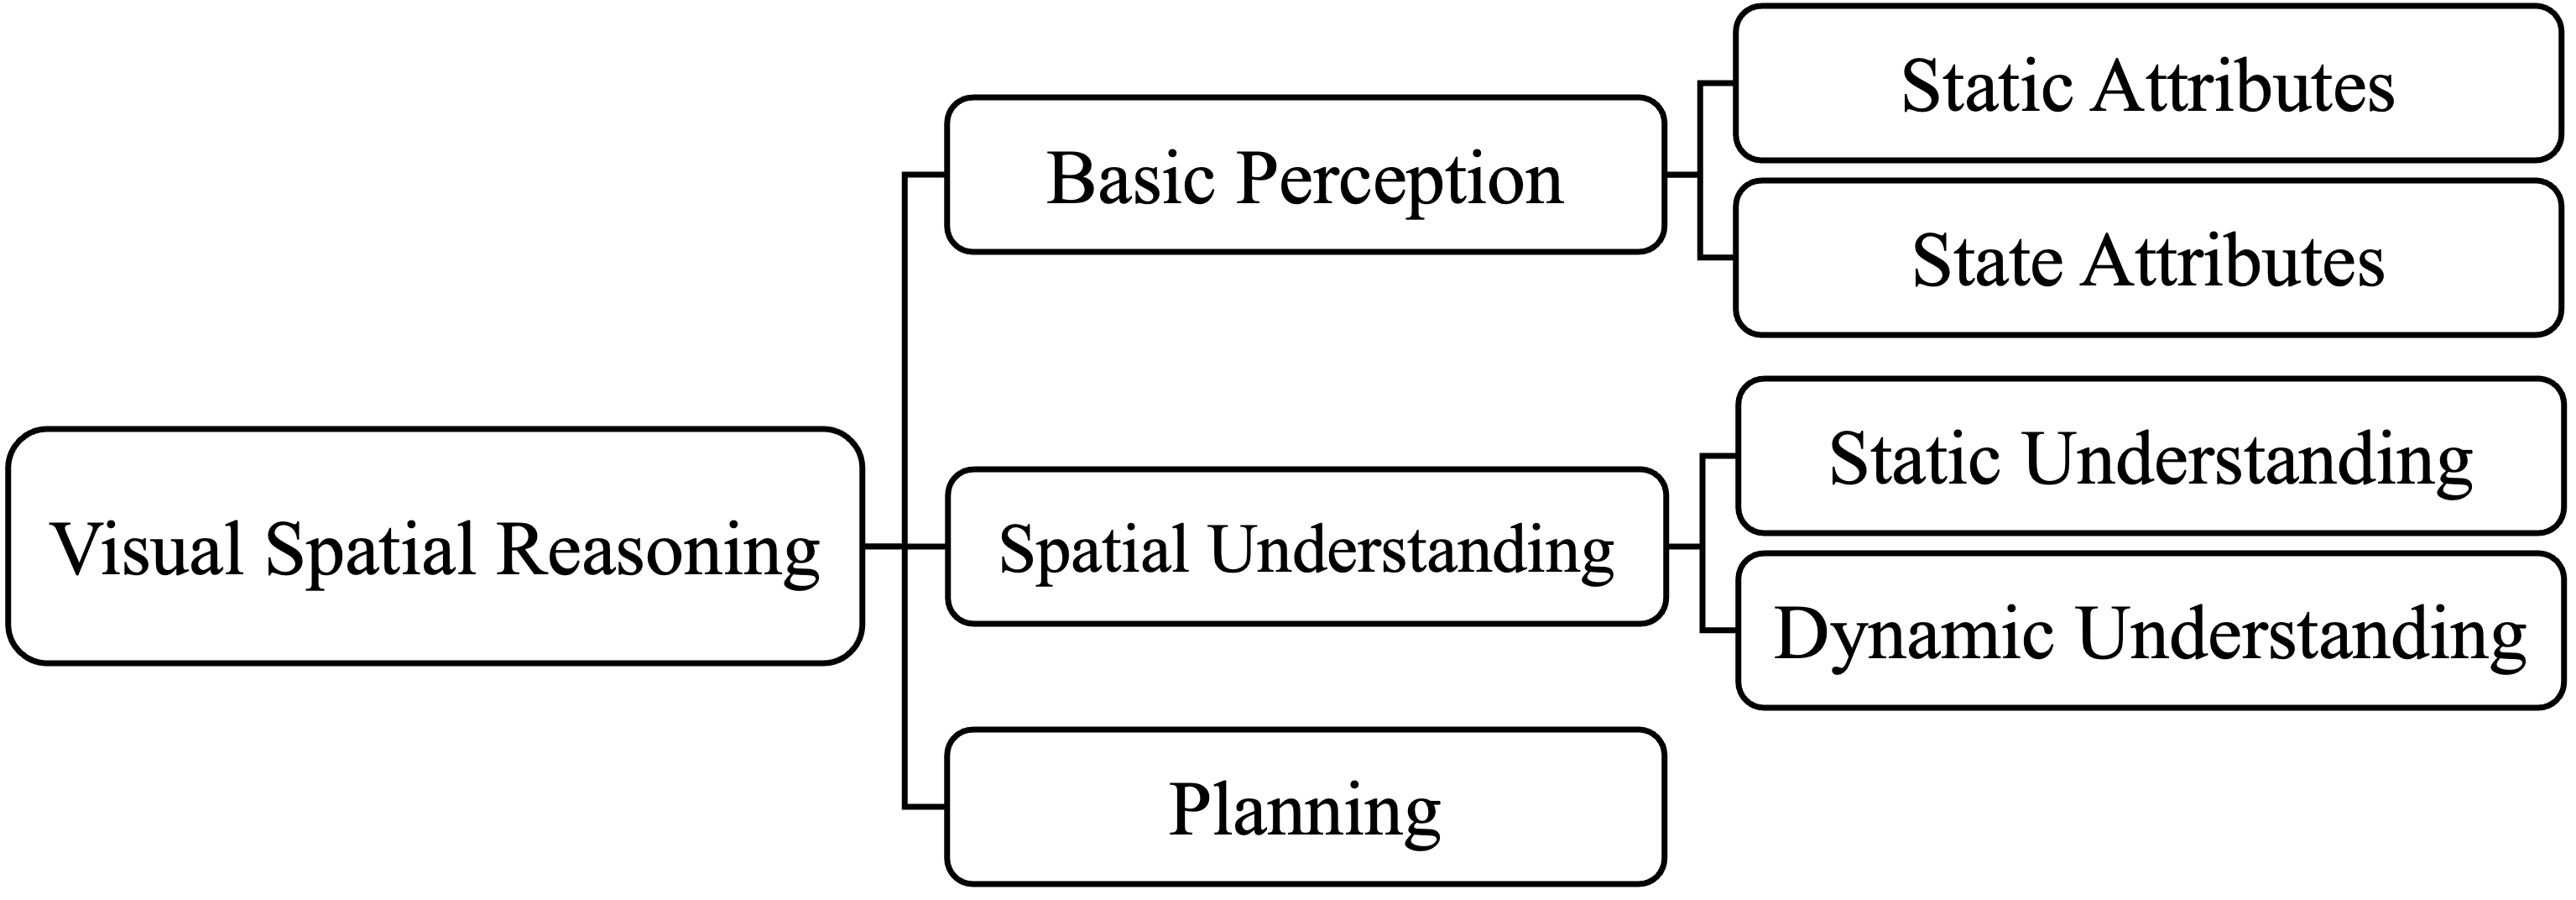 Visual Spatial Reasoning
Basic Perception
Static Attributes
State Attributes
Spatial Understanding
Static Understanding
Dynamic Understanding
Planning